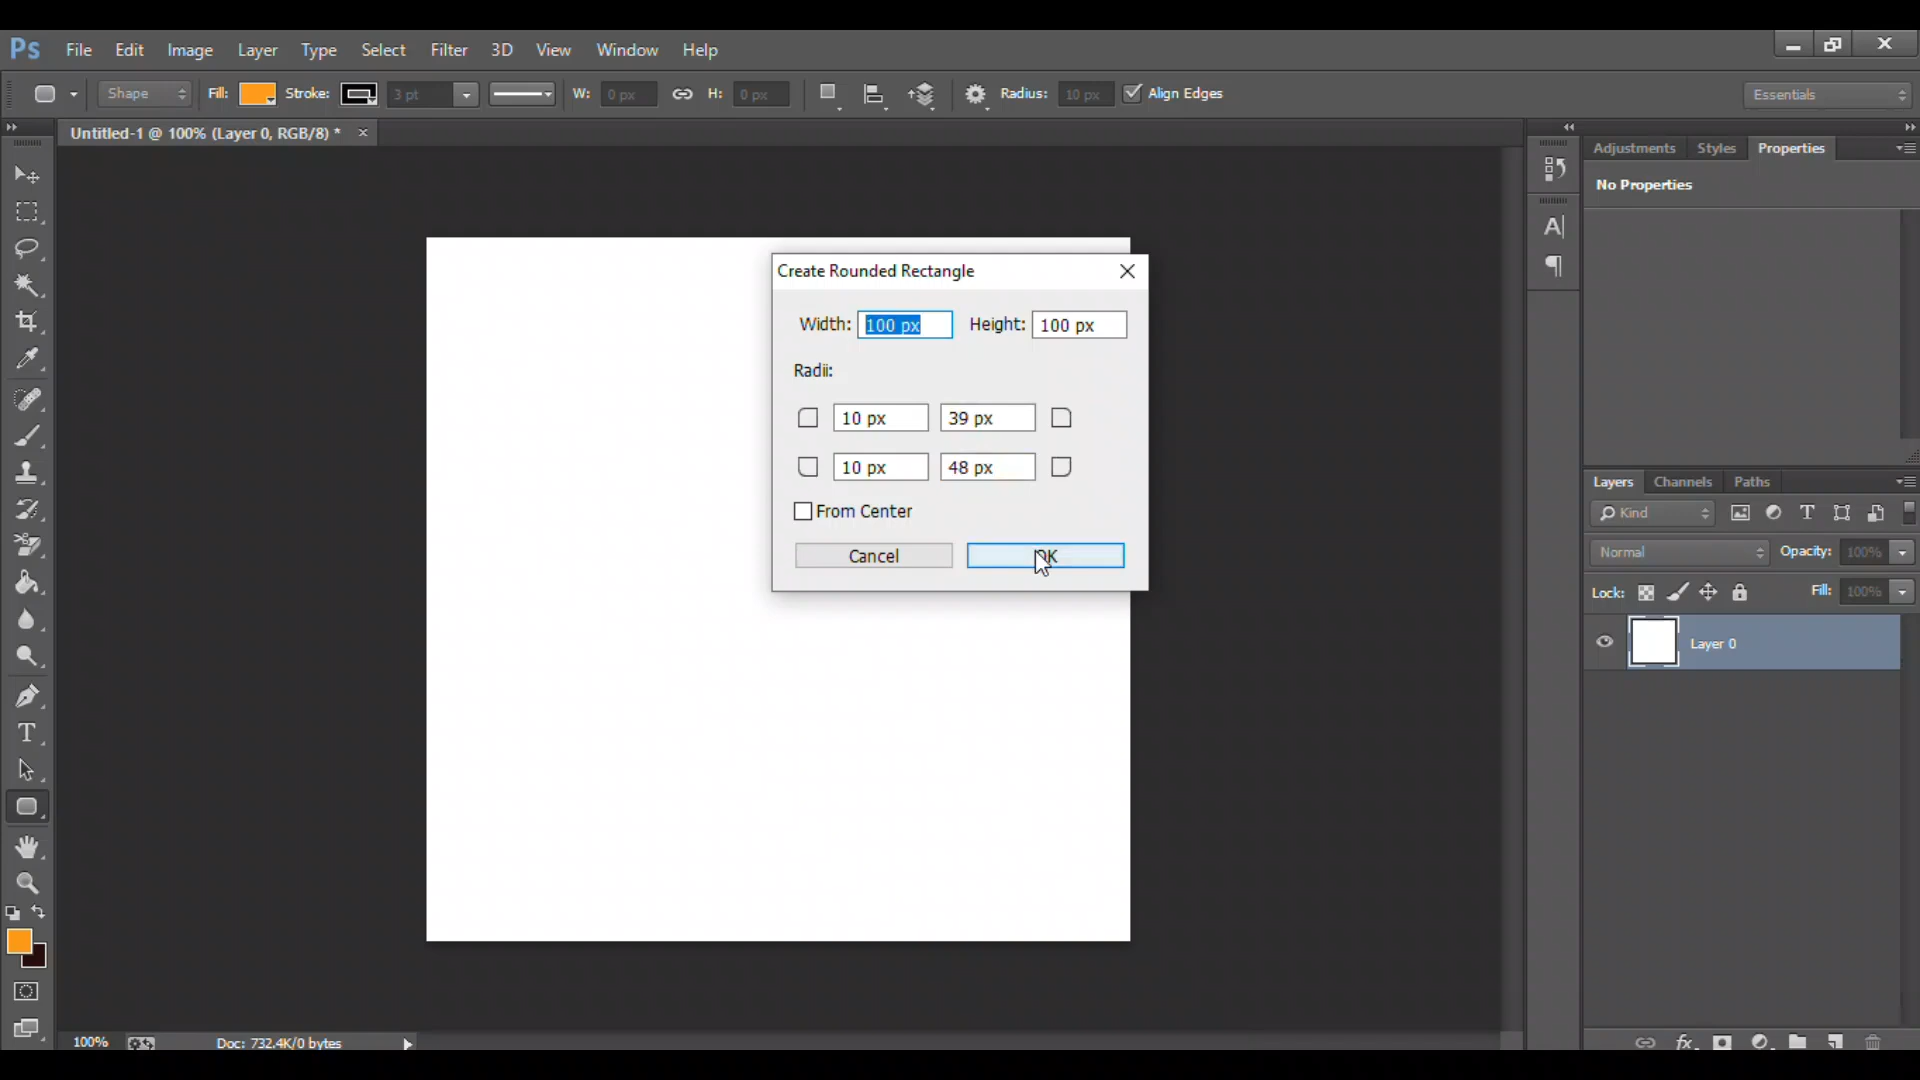 Ps File Edit Image Layer Type Select Filter 3D View Window Help
Shape Fill: Stroke: 3 pt W: 0 px H: 0 px Radius: 10 px Align Edges Essentials
Untitled-1 @ 100% (Layer 0, RGB/8) *
Adjustments Styles Properties
No Properties
Create Rounded Rectangle
Width: 100 px Height: 100 px
Radii:
10 px 39 px
10 px 48 px
From Center
Cancel OK
Layers Channels Paths
Kind
Normal Opacity: 100%
Lock: Fill: 100%
Layer 0
100% Doc: 732.4K/0 bytes